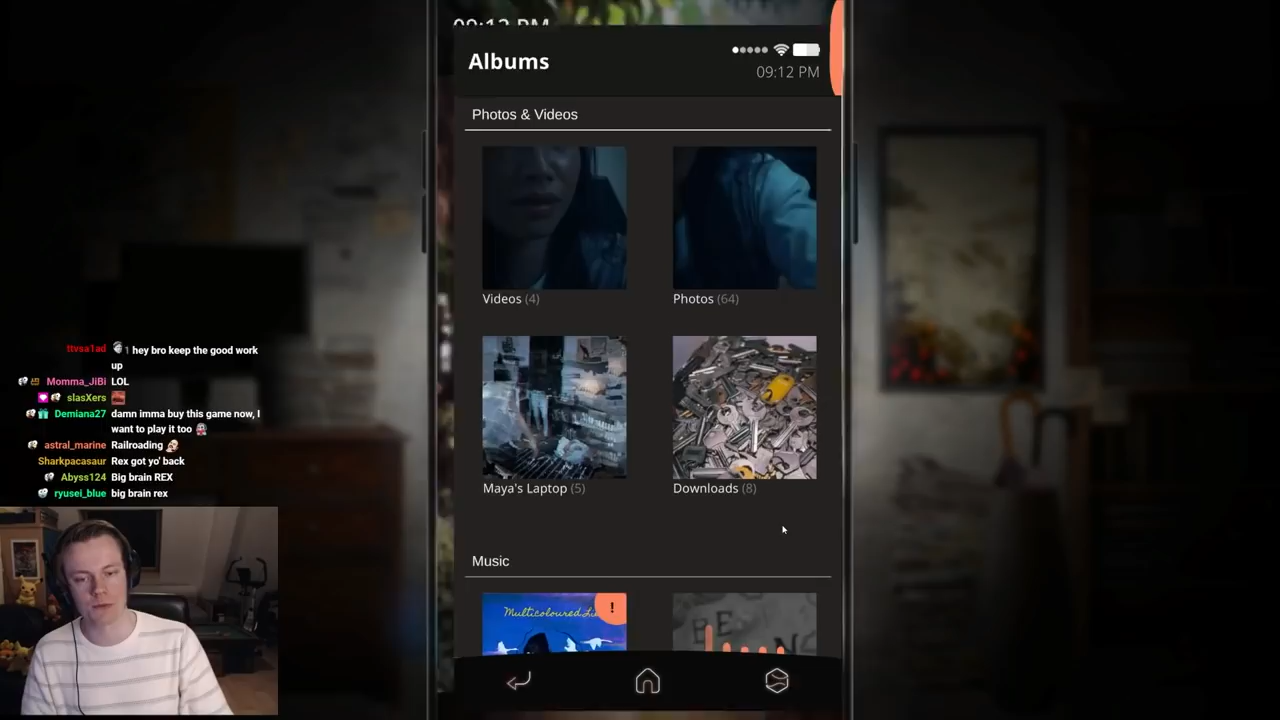 09:12 PM
Albums
09:12 PM
Photos & Videos
Videos (4)
Photos (64)
Maya's Laptop (5)
Downloads (8)
Music
Multicoloured
!
BE
ttvsa1ad 1 hey bro keep the good work
up
Momma_JiBi LOL
slasXers
Demiana27 damn imma buy this game now, I
want to play it too
astral_marine Railroading
Sharkpacasaur Rex got yo' back
Abyss124 Big brain REX
ryusei_blue big brain rex